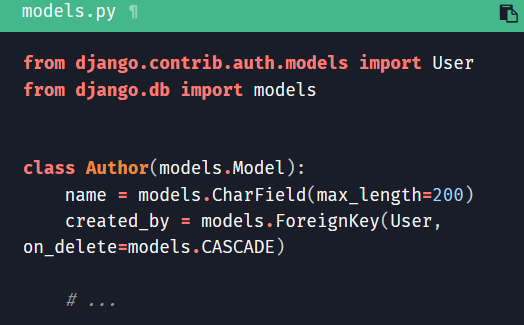 models.py ¶
from django.contrib.auth.models import User
from django.db import models
class Author(models.Model):
name = models.CharField(max_length=200)
created_by = models.ForeignKey(User,
on_delete=models.CASCADE)
# ...